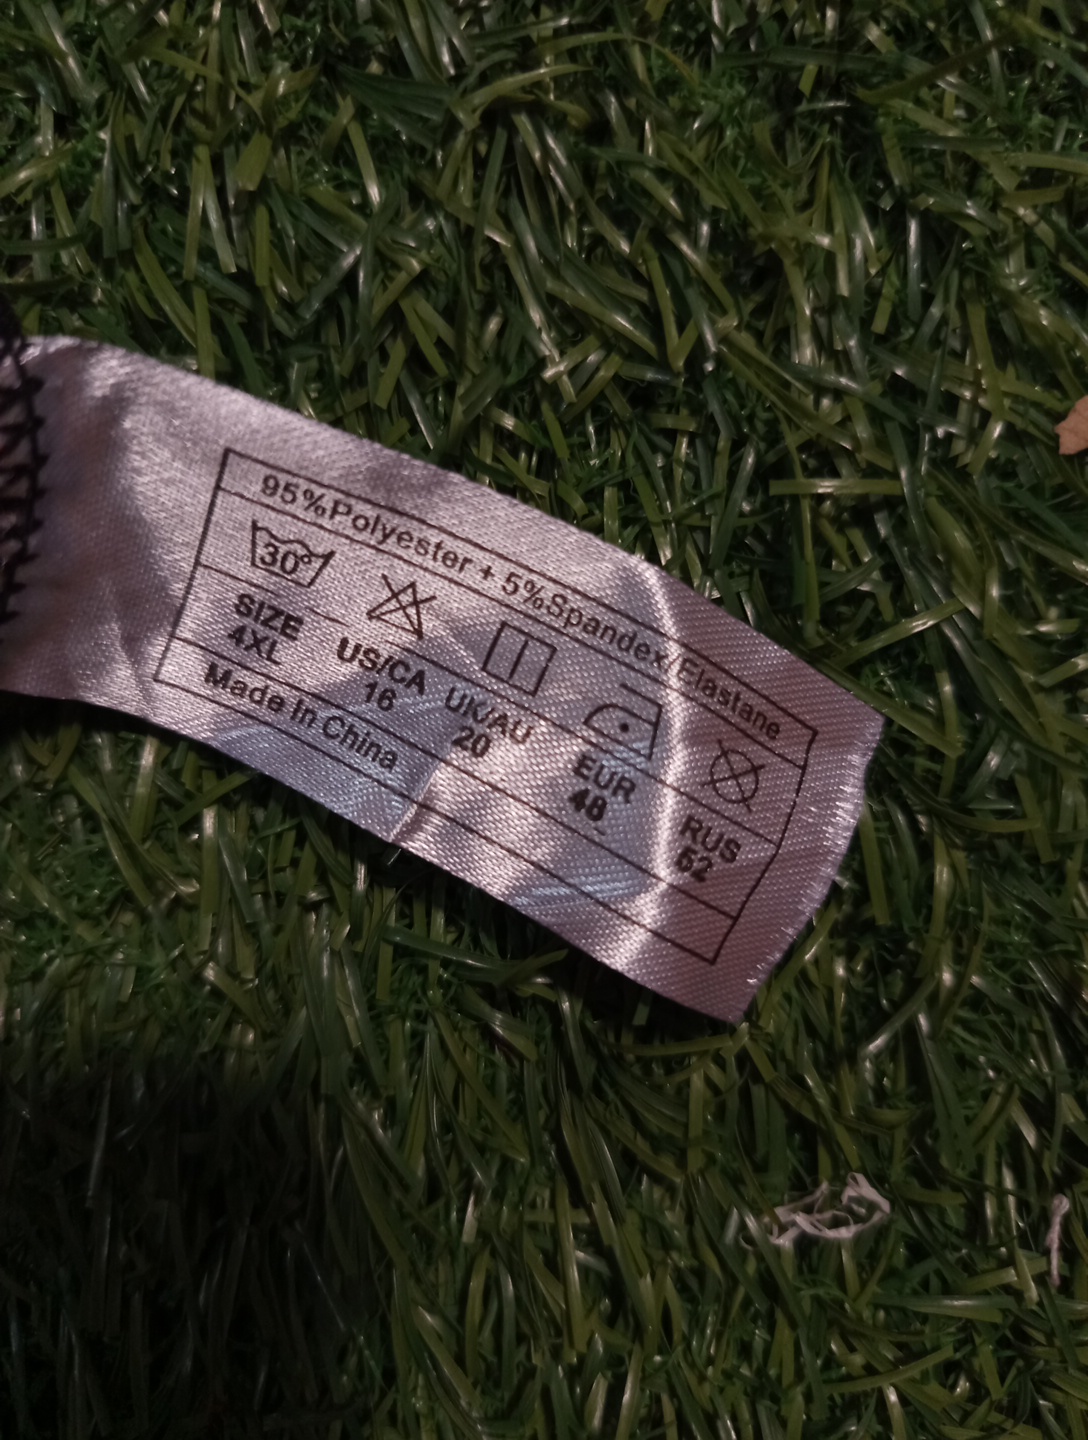 95%Polyester + 5%Spandex/Elastane
30°
SIZE US/CA UK/AU EUR RUS
4XL 16 20 48 52
Made In China